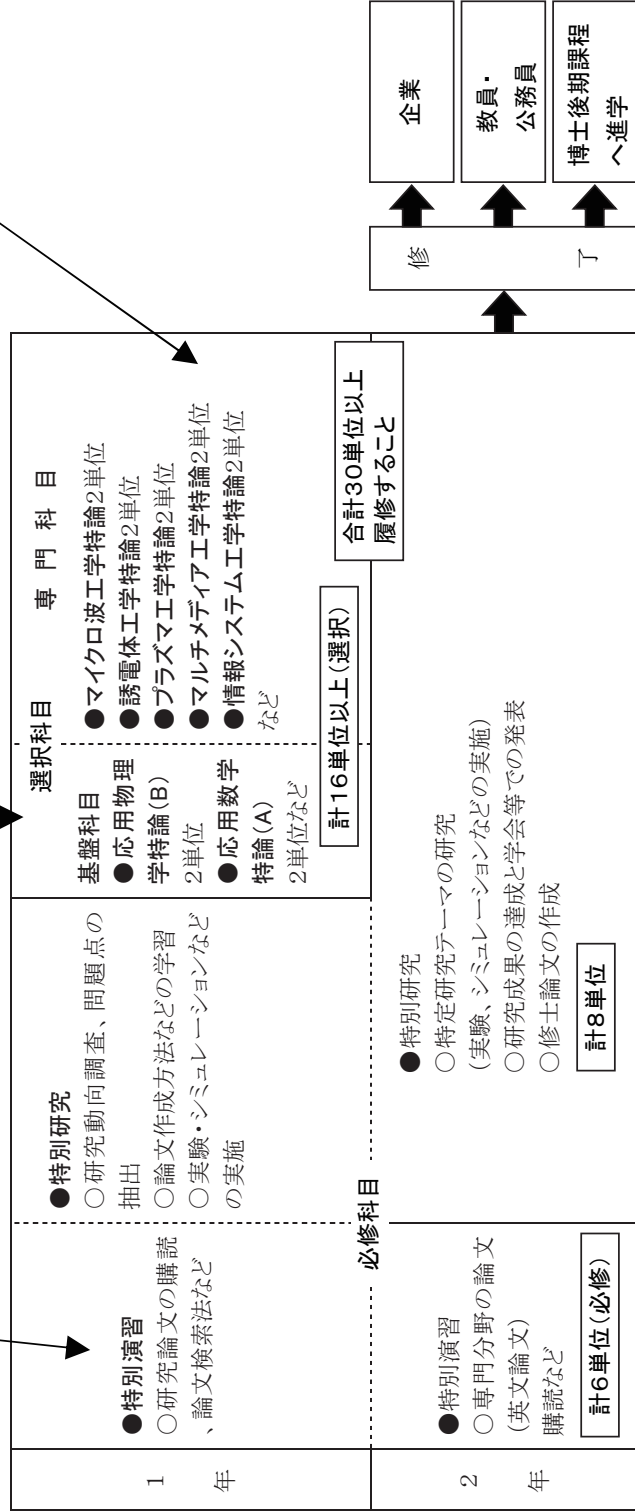 1
年
●特別演習
○研究論文の購読
、論文検索法など
●特別研究
○研究動向調査、問題点の
抽出
○論文作成方法などの学習
○実験・シミュレーションなど
の実施
選択科目
基盤科目
●応用物理
学特論(B)
2単位
●応用数学
特論(A)
2単位など
専門科目
●マイクロ波工学特論2単位
●誘電体工学特論2単位
●プラズマ工学特論2単位
●マルチメディア工学特論2単位
●情報システム工学特論2単位
など
計16単位以上(選択)
必修科目
合計30単位以上
履修すること
2
年
●特別演習
○専門分野の論文
(英文論文)
購読など
計6単位(必修)
●特別研究
○特定研究テーマの研究
(実験、シミュレーションなどの実施)
○研究成果の達成と学会等での発表
○修士論文の作成
計8単位
修了
企業
教員・
公務員
博士後期課程
へ進学